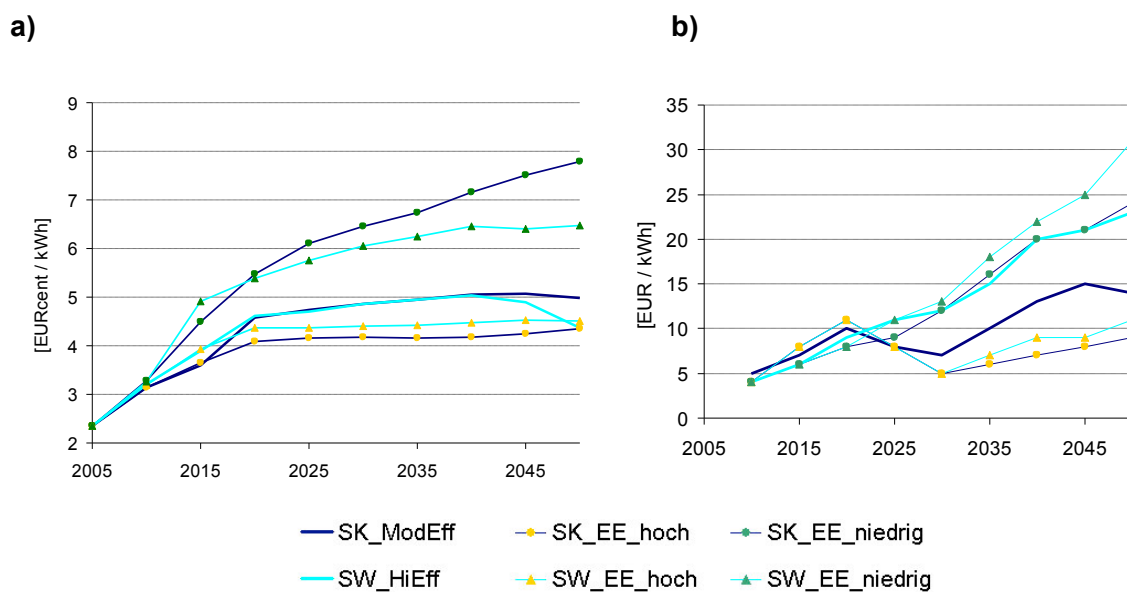 a)
b)
[EURcent / kWh]
9
8
7
6
5
4
3
2
2005 2015 2025 2035 2045
[EUR / kWh]
35
30
25
20
15
10
5
0
2005 2015 2025 2035 2045
SK_ModEff SK_EE_hoch SK_EE_niedrig
SW_HiEff SW_EE_hoch SW_EE_niedrig